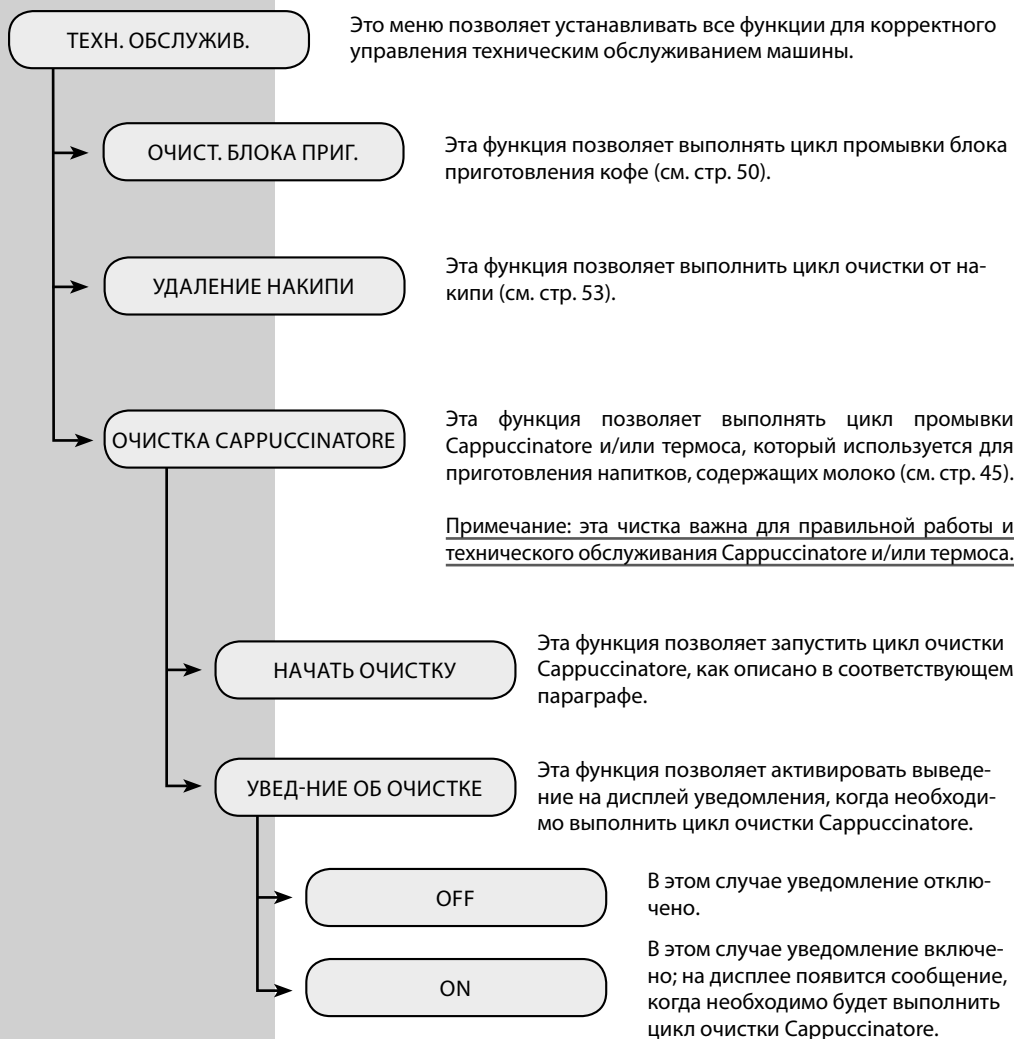 ТЕХН. ОБСЛУЖИВ.
Это меню позволяет устанавливать все функции для корректного
управления техническим обслуживанием машины.
ОЧИСТ. БЛОКА ПРИГ.
Эта функция позволяет выполнять цикл промывки блока
приготовления кофе (см. стр. 50).
УДАЛЕНИЕ НАКИПИ
Эта функция позволяет выполнить цикл очистки от на-
кипи (см. стр. 53).
ОЧИСТКА CAPPUCCINATORE
Эта функция позволяет выполнять цикл промывки
Cappuccinatore и/или термоса, который используется для
приготовления напитков, содержащих молоко (см. стр. 45).
Примечание: эта чистка важна для правильной работы и
технического обслуживания Cappuccinatore и/или термоса.
НАЧАТЬ ОЧИСТКУ
Эта функция позволяет запустить цикл очистки
Cappuccinatore, как описано в соответствующем
параграфе.
УВЕД-НИЕ ОБ ОЧИСТКЕ
Эта функция позволяет активировать выведе-
ние на дисплей уведомления, когда необходи-
мо выполнить цикл очистки Cappuccinatore.
OFF
В этом случае уведомление отклю-
чено.
ON
В этом случае уведомление включе-
но; на дисплее появится сообщение,
когда необходимо будет выполнить
цикл очистки Cappuccinatore.